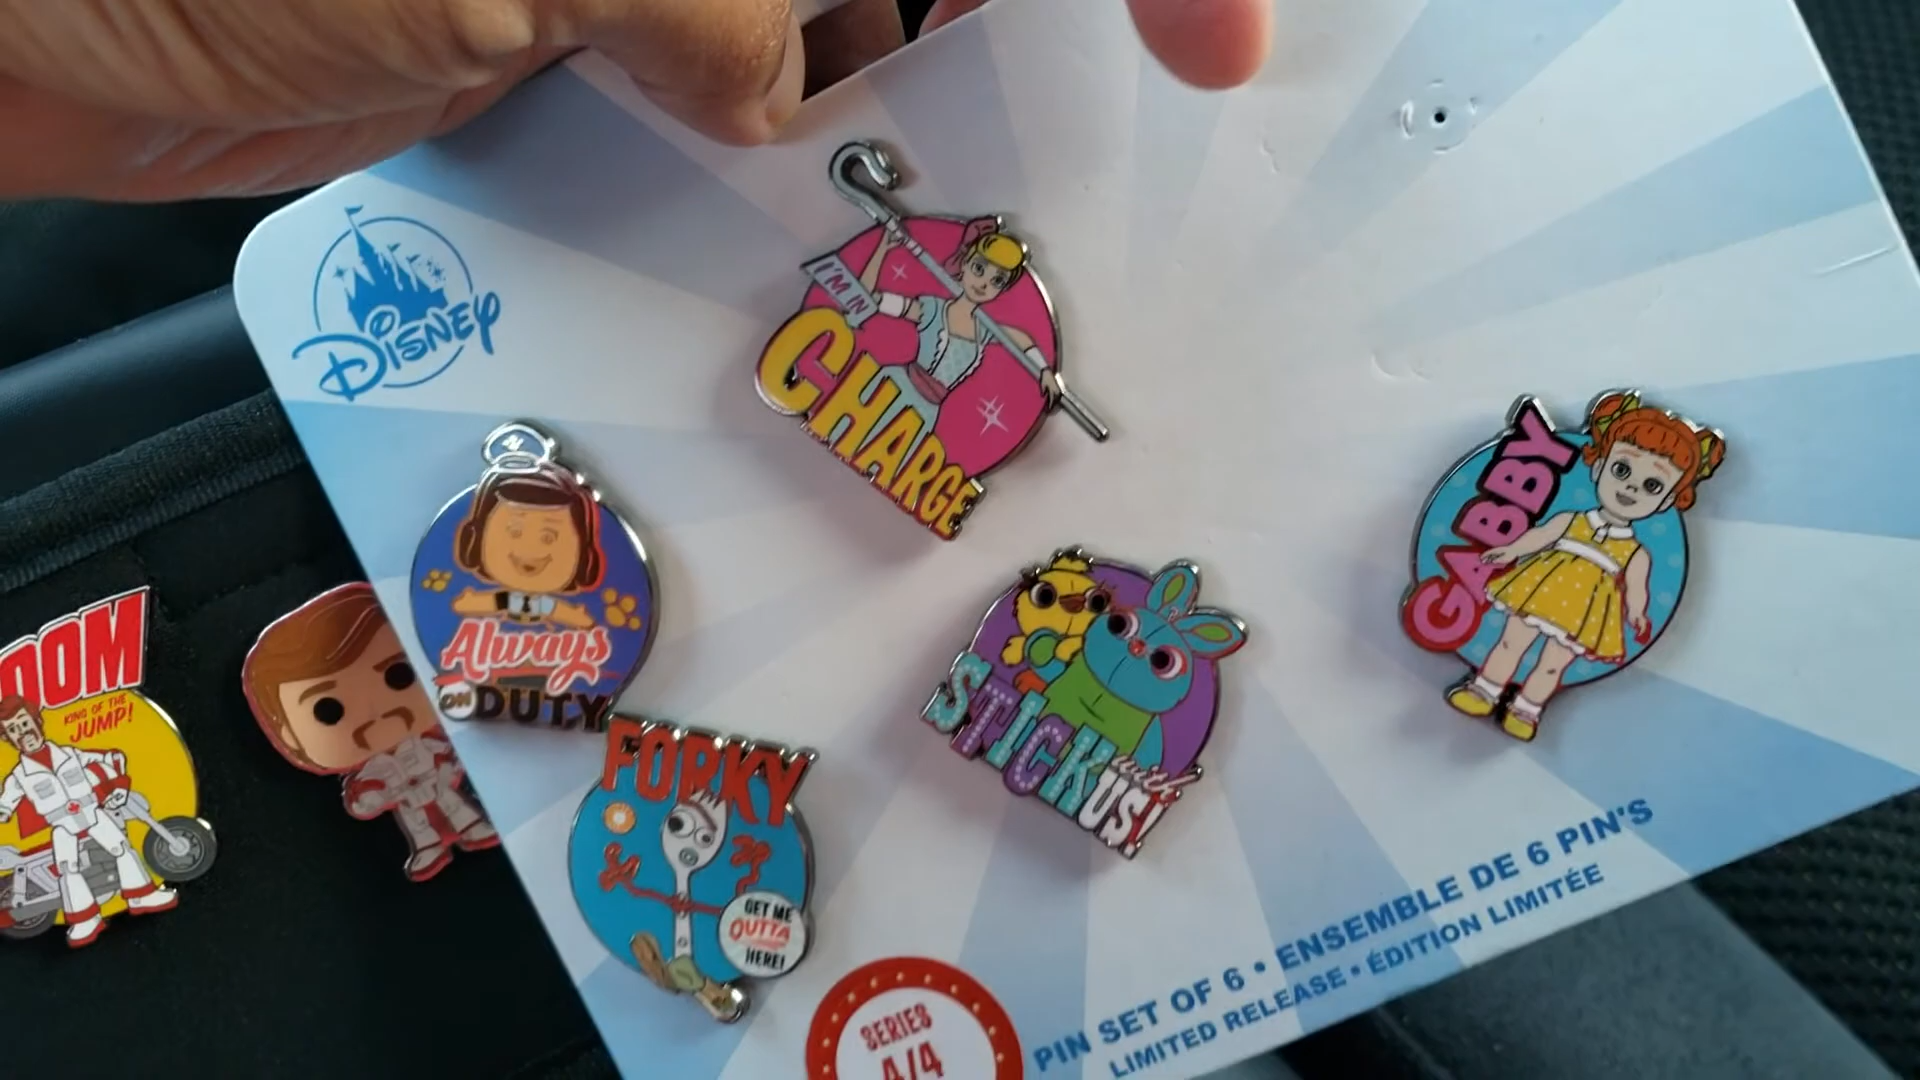 DISNEY
I'M IN
CHARGE
GABBY
Always
ON DUTY
STICK
with
US!
FORKY
GET ME
OUTTA
HERE!
OOM
KING OF THE
JUMP!
SERIES
4/4
PIN SET OF 6 • ENSEMBLE DE 6 PIN'S
LIMITED RELEASE • ÉDITION LIMITÉE